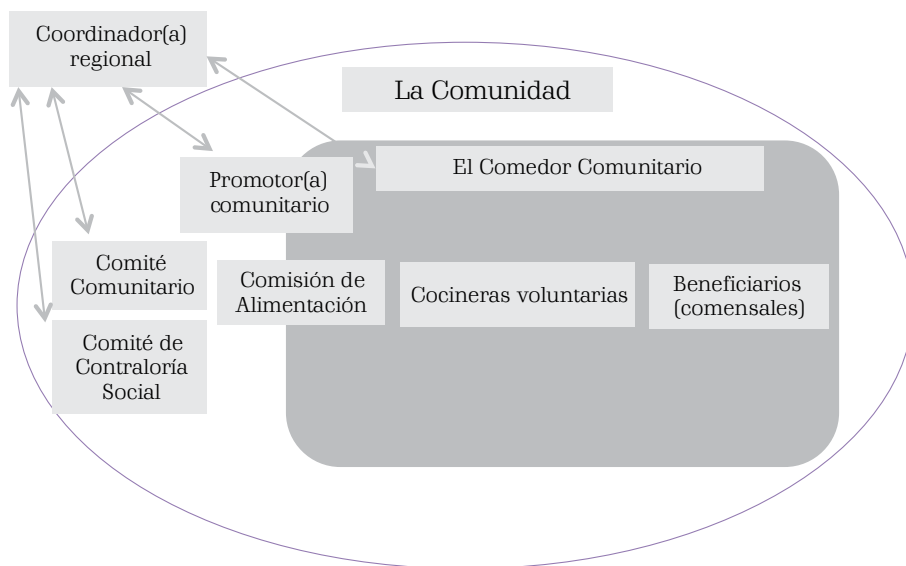 Coordinador(a)
regional
La Comunidad
El Comedor Comunitario
Promotor(a)
comunitario
Comité
Comunitario
Comisión de
Alimentación
Cocineras voluntarias
Beneficiarios
(comensales)
Comité de
Contraloría
Social